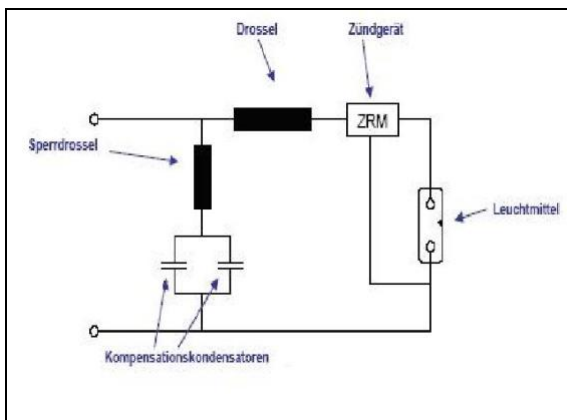 Drossel
Zündgerät
ZRM
Sperrdrossel
Leuchtmittel
Kompensationskondensatoren